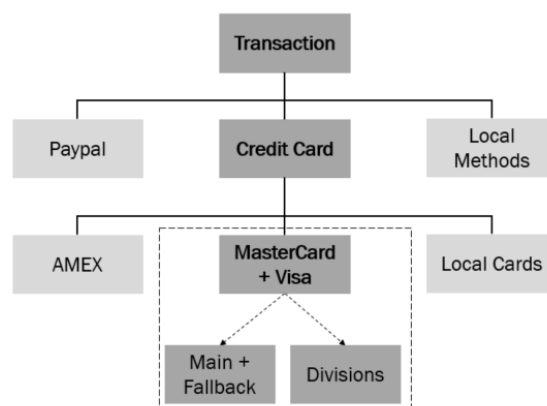 Transaction
Paypal
Credit Card
Local
Methods
AMEX
MasterCard
+ Visa
Local Cards
Main +
Fallback
Divisions